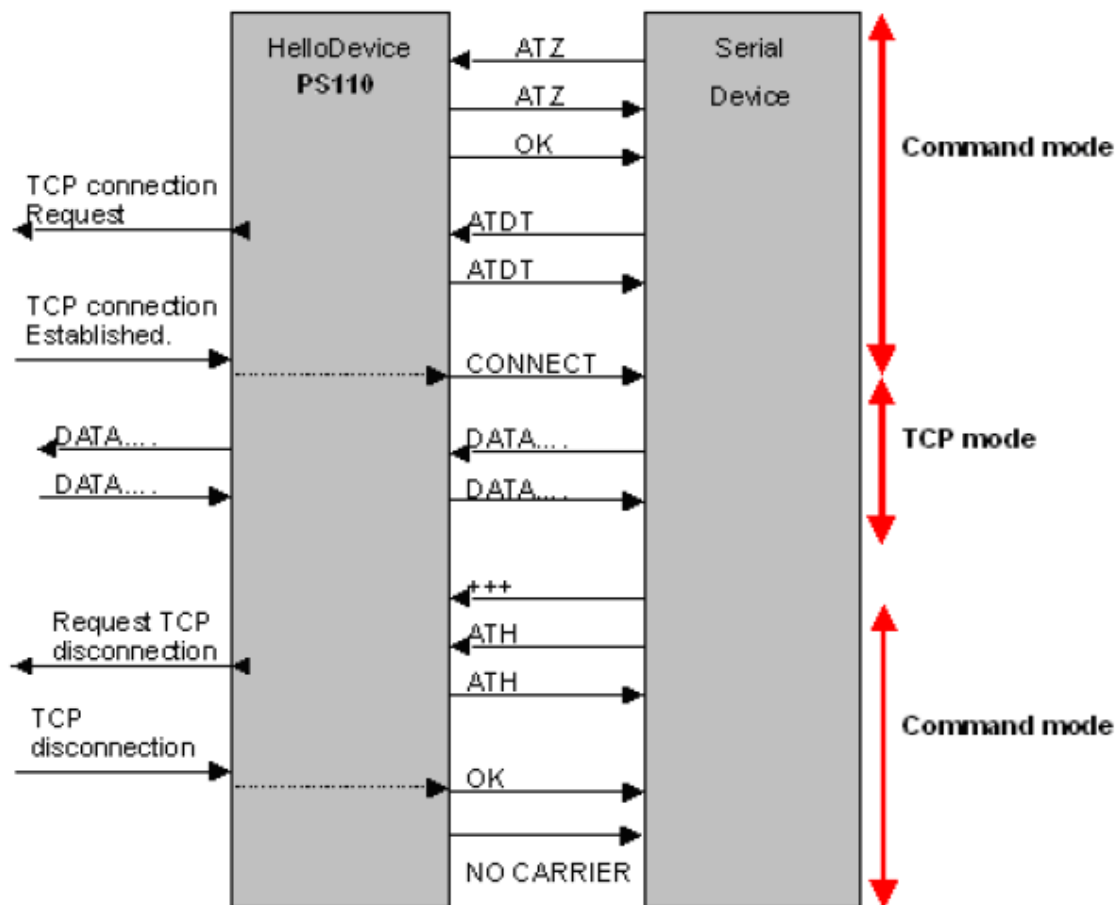 HelloDevice
PS110
ATZ
Serial
Device
ATZ
OK
Command mode
TCP connection
Request
ATDT
ATDT
TCP connection
Established.
CONNECT
DATA....
DATA....
TCP mode
DATA....
DATA....
+++
Request TCP
disconnection
ATH
ATH
TCP
disconnection
Command mode
OK
NO CARRIER